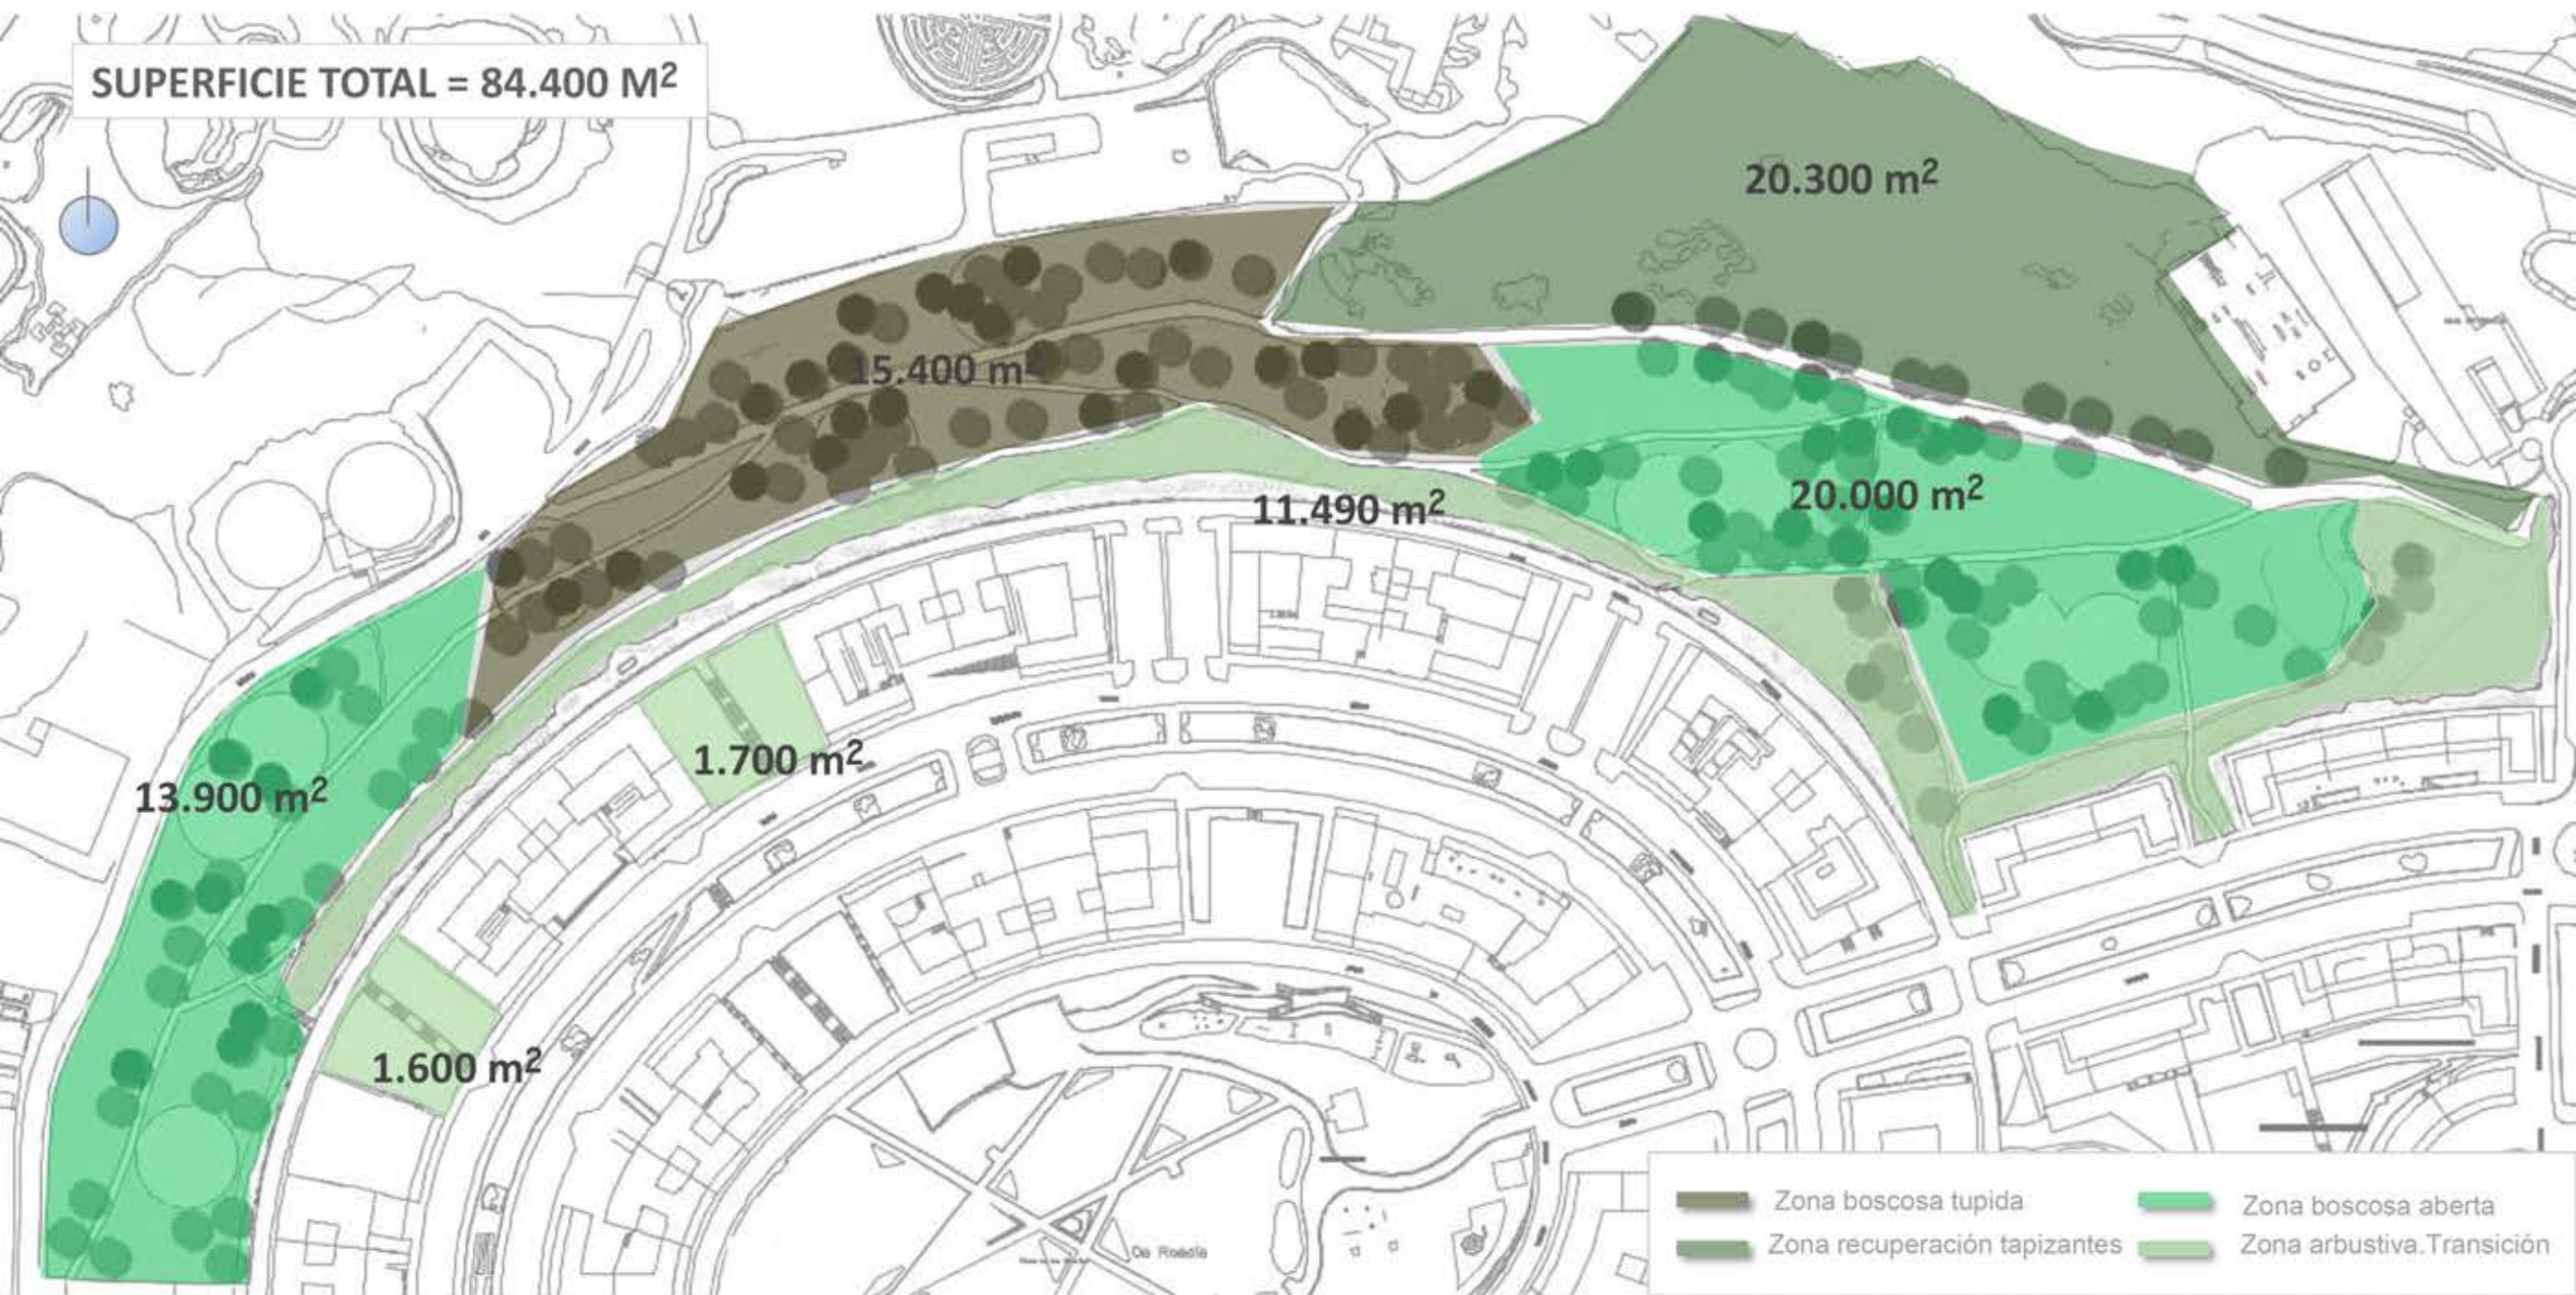 SUPERFICIE TOTAL = 84.400 M²
20.300 m²
15.400 m²
11.490 m²
20.000 m²
1.700 m²
13.900 m²
1.600 m²
Da Rosada
Zona boscosa tupida
Zona boscosa aberta
Zona recuperación tapizantes
Zona arbustiva.Transición